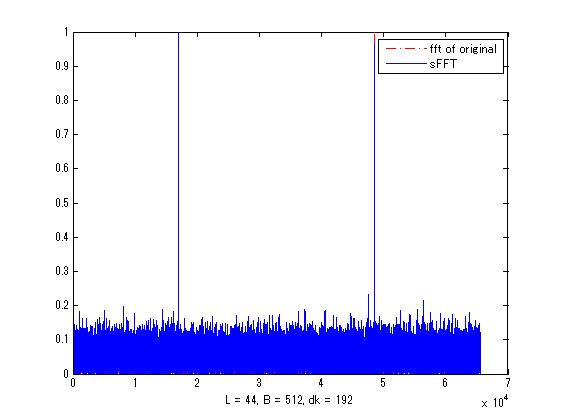 1
0.9
0.8
0.7
0.6
0.5
0.4
0.3
0.2
0.1
0
fft of original
sFFT
0 1 2 3 4 5 6 7
x 10^4
L = 44, B = 512, dk = 192